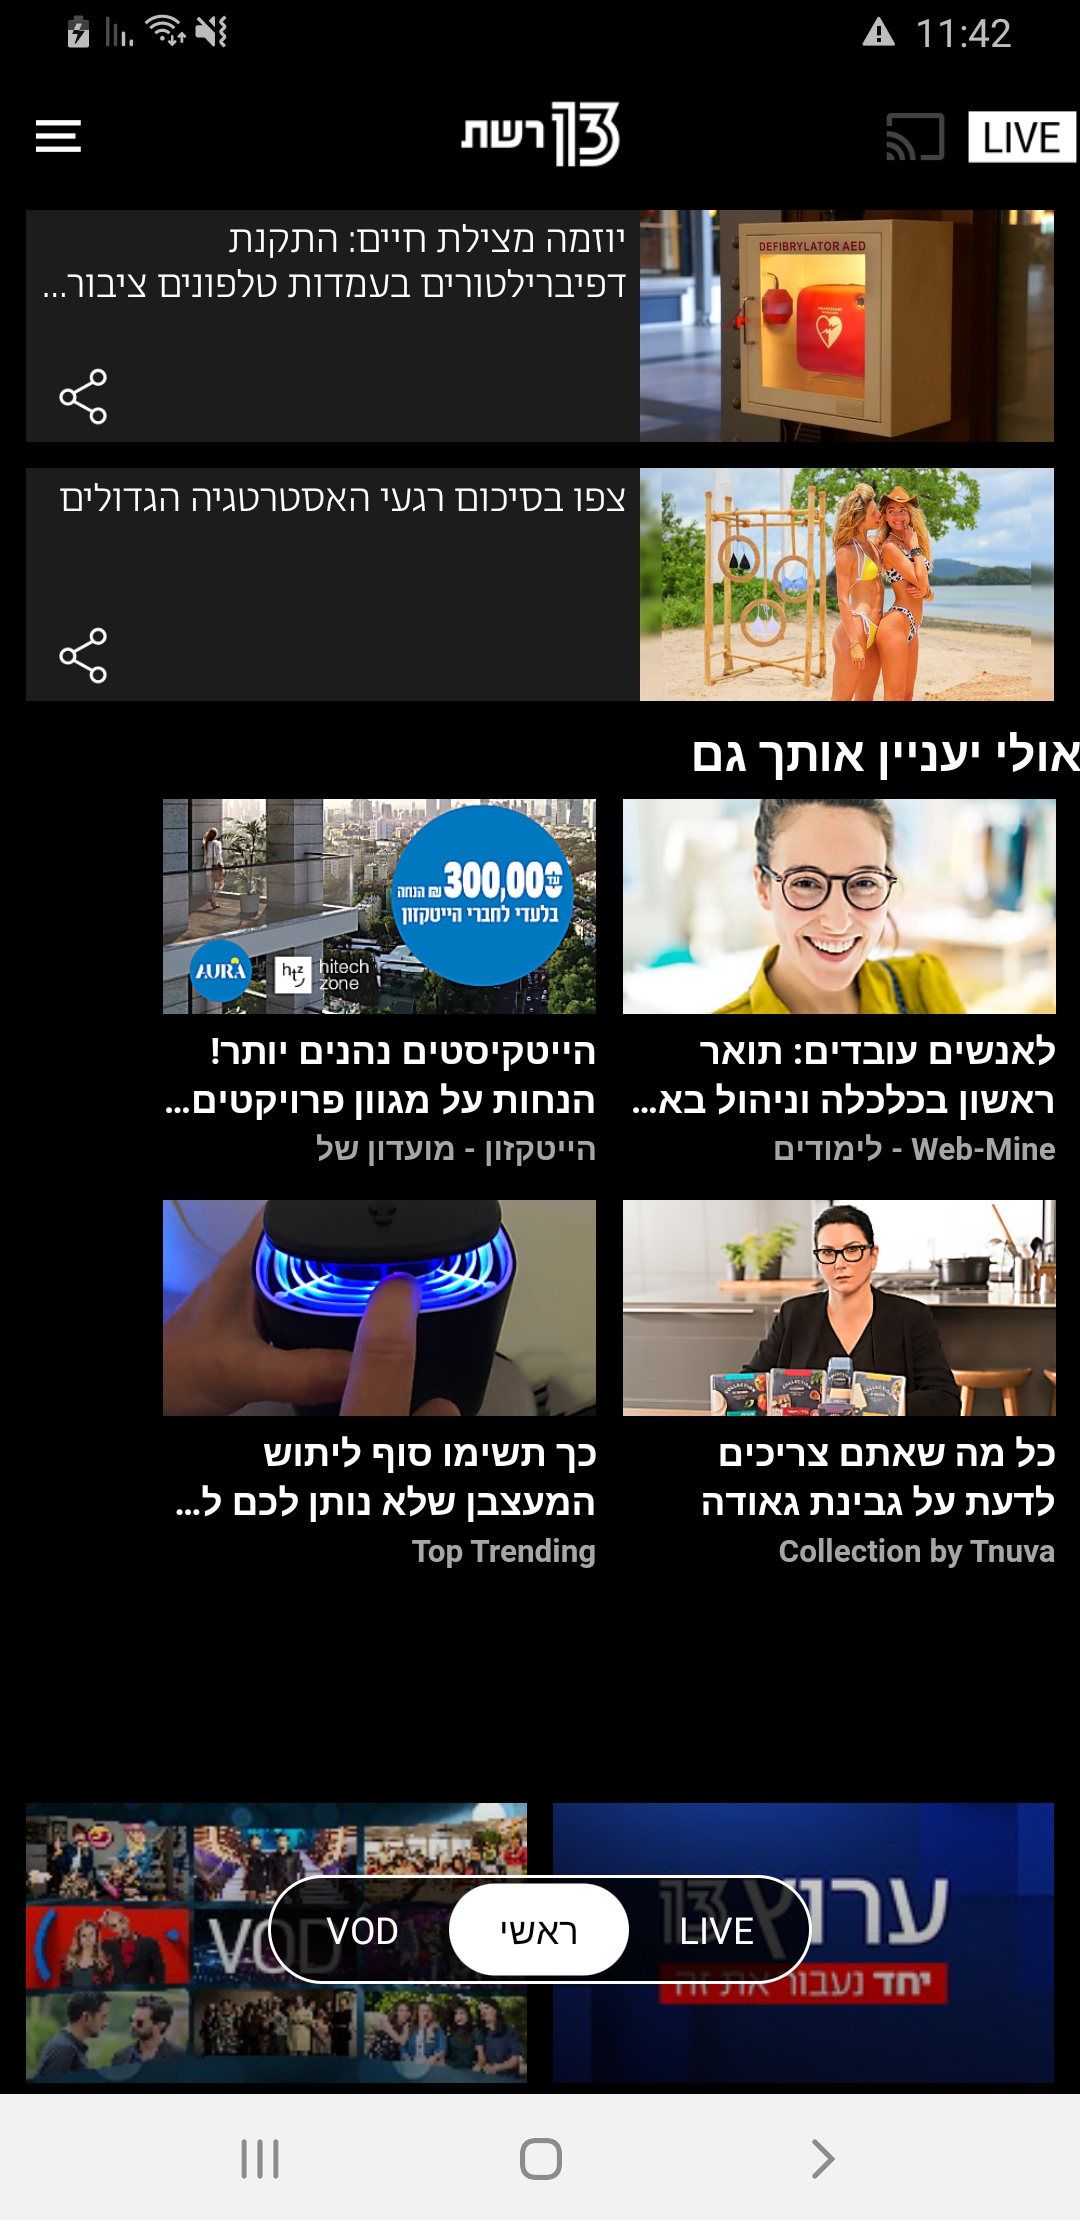 11:42
רשת 13
LIVE
יוזמה מצילת חיים: התקנת
דפיברילטורים בעמדות טלפונים ציבור...
DEFIBRYLATOR AED
צפו בסיכום רגעי האסטרטגיה הגדולים
אולי יעניין אותך גם
עד 300,000 ₪ הנחה
בלעדי לחברי הייטקזון
AURA
htz
hitech
zone
לאנשים עובדים: תואר
ראשון בכלכלה וניהול בא...
Web-Mine - לימודים
הייטקיסטים נהנים יותר!
הנחות על מגוון פרויקטים...
הייטקזון - מועדון של
COLLECTION
COLLECTION
COLLECTION
כל מה שאתם צריכים
לדעת על גבינת גאודה
Collection by Tnuva
כך תשימו סוף ליתוש
המעצבן שלא נותן לכם ל...
Top Trending
ערוץ 13
יחד נעבור את זה
VOD
LIVE
ראשי
VOD